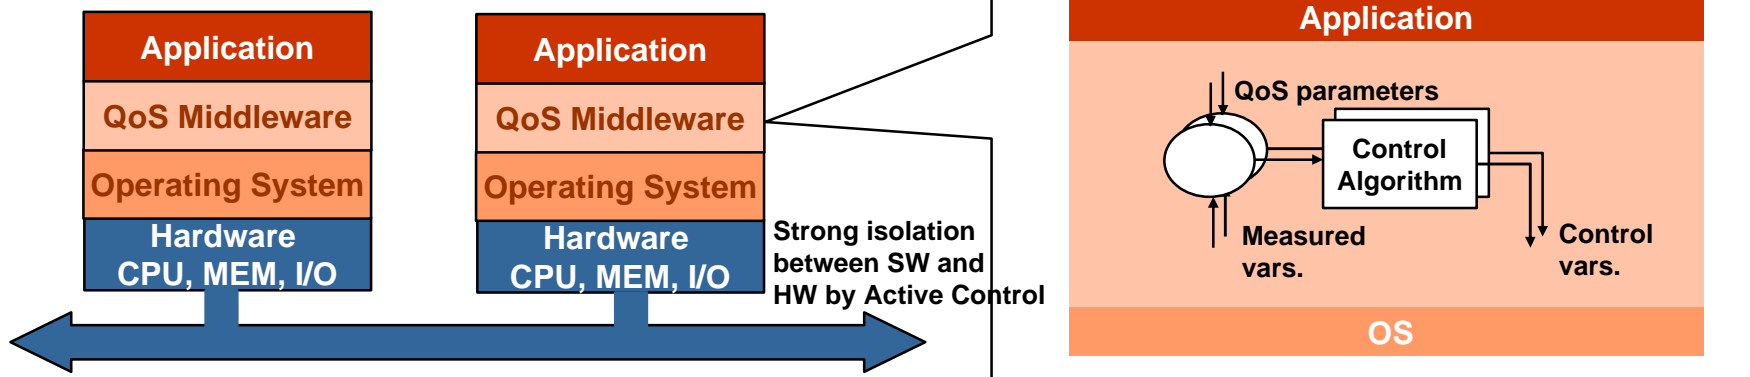 Application
QoS Middleware
Operating System
Hardware
CPU, MEM, I/O
Application
QoS Middleware
Operating System
Hardware
CPU, MEM, I/O
Strong isolation
between SW and
HW by Active Control
Application
QoS parameters
Control
Algorithm
Measured
vars.
Control
vars.
OS